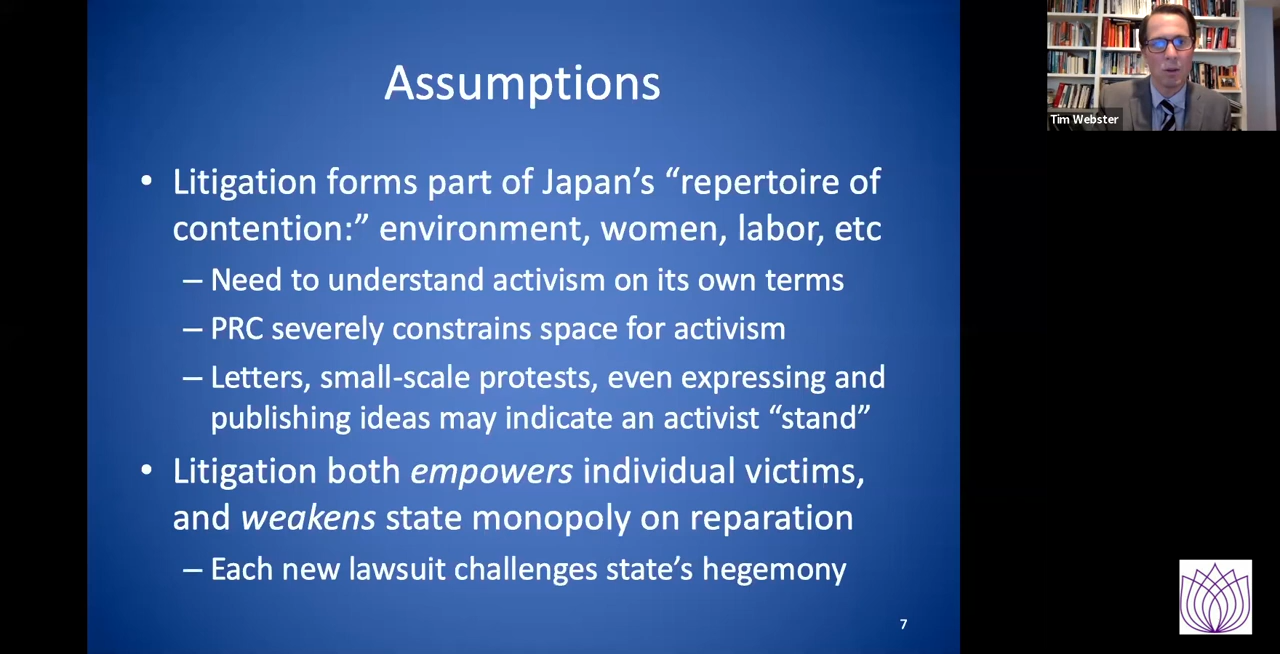 Assumptions
• Litigation forms part of Japan’s “repertoire of
contention:” environment, women, labor, etc
– Need to understand activism on its own terms
– PRC severely constrains space for activism
– Letters, small-scale protests, even expressing and
publishing ideas may indicate an activist “stand”
• Litigation both empowers individual victims,
and weakens state monopoly on reparation
– Each new lawsuit challenges state’s hegemony
7
Tim Webster